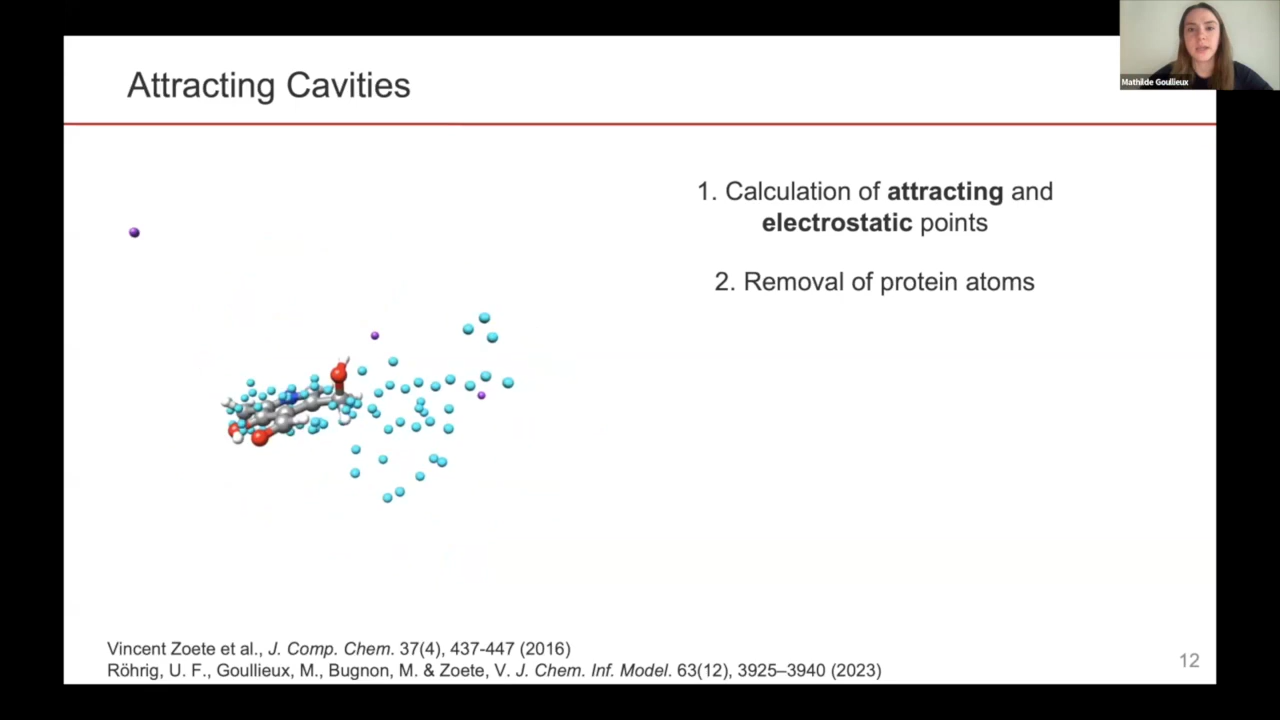 Attracting Cavities
Mathilde Goullieux
1. Calculation of attracting and
electrostatic points
2. Removal of protein atoms
Vincent Zoete et al., J. Comp. Chem. 37(4), 437-447 (2016)
Röhrig, U. F., Goullieux, M., Bugnon, M. & Zoete, V. J. Chem. Inf. Model. 63(12), 3925–3940 (2023)
12